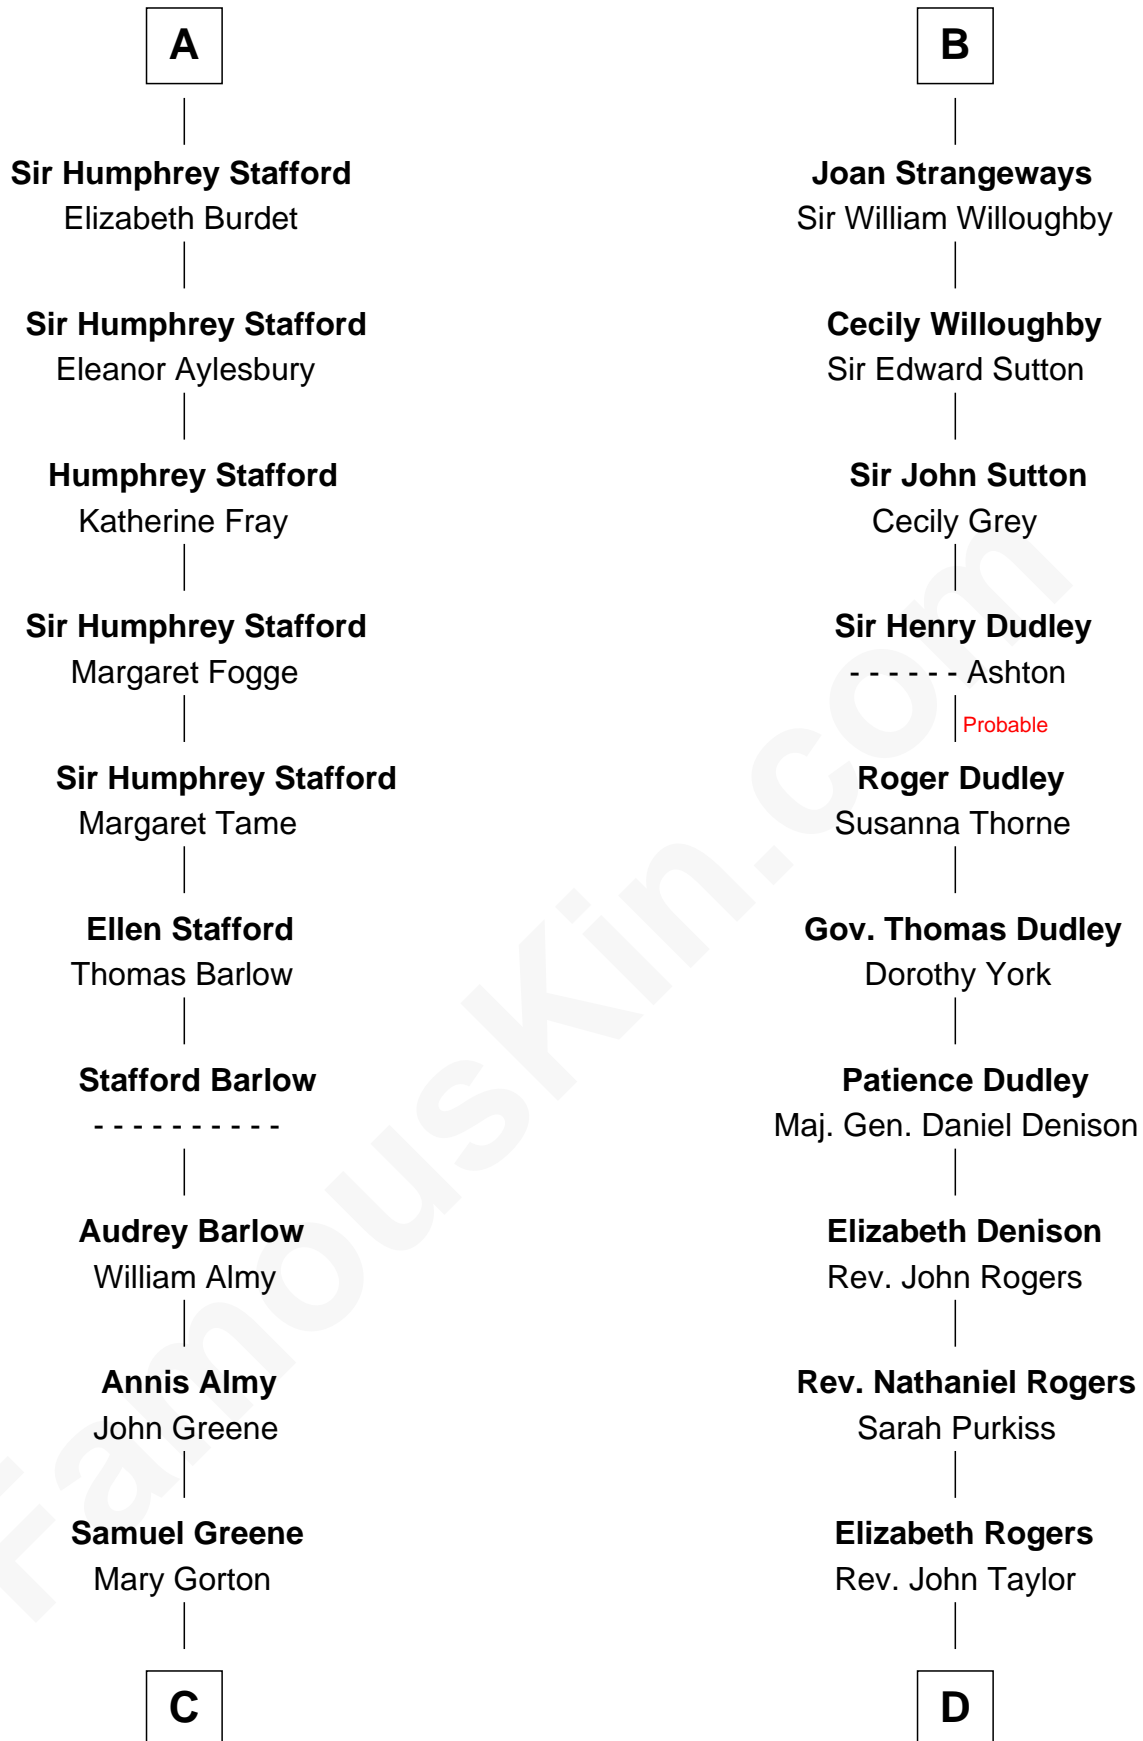 A
Sir Humphrey Stafford
Elizabeth Burdet
Sir Humphrey Stafford
Eleanor Aylesbury
Humphrey Stafford
Katherine Fray
Sir Humphrey Stafford
Margaret Fogge
Sir Humphrey Stafford
Margaret Tame
Ellen Stafford
Thomas Barlow
Stafford Barlow
- - - - - - - - - -
Audrey Barlow
William Almy
Annis Almy
John Greene
Samuel Greene
Mary Gorton
C
B
Joan Strangeways
Sir William Willoughby
Cecily Willoughby
Sir Edward Sutton
Sir John Sutton
Cecily Grey
Sir Henry Dudley
- - - - - - Ashton
Probable
Roger Dudley
Susanna Thorne
Gov. Thomas Dudley
Dorothy York
Patience Dudley
Maj. Gen. Daniel Denison
Elizabeth Denison
Rev. John Rogers
Rev. Nathaniel Rogers
Sarah Purkiss
Elizabeth Rogers
Rev. John Taylor
D
FamousKin.com